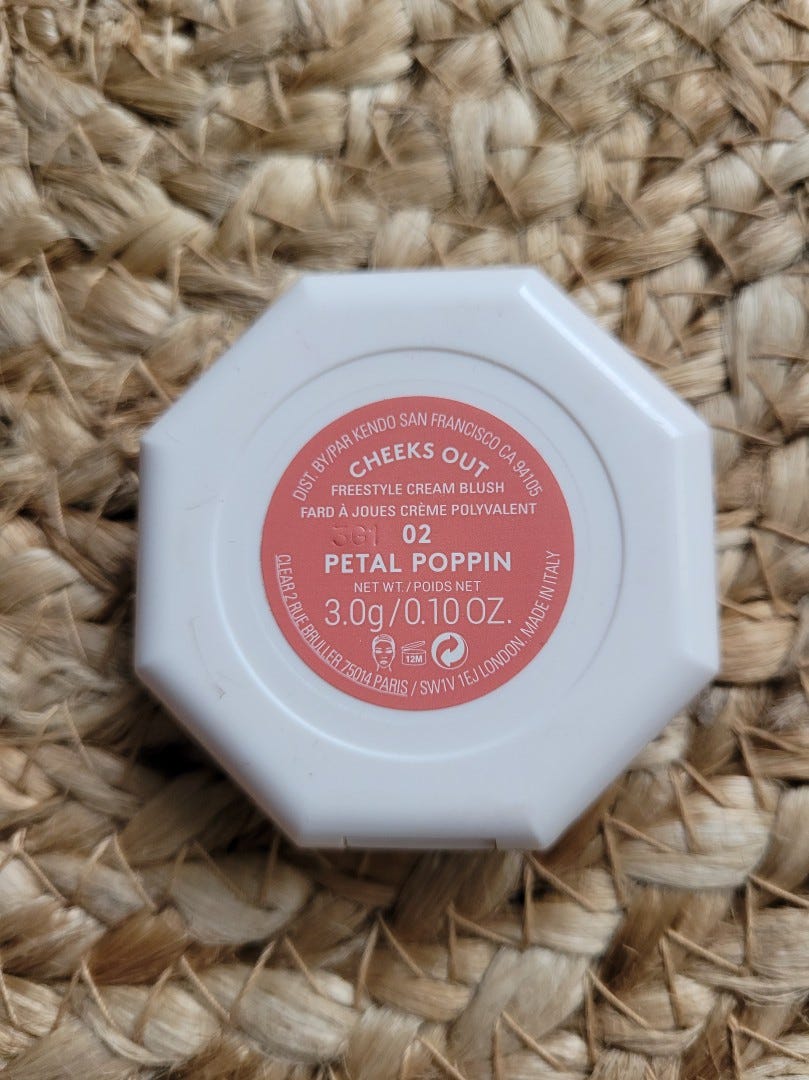 DIST. BY/PAR KENDO SAN FRANCISCO CA 94105
CHEEKS OUT
FREESTYLE CREAM BLUSH
FARD À JOUES CRÈME POLYVALENT
3G1 02
PETAL POPPIN
NET WT./POIDS NET
3.0g/0.10 OZ.
12M
CLEAR 2 RUE BRULLER 75014 PARIS / SW1V 1EJ LONDON. MADE IN ITALY